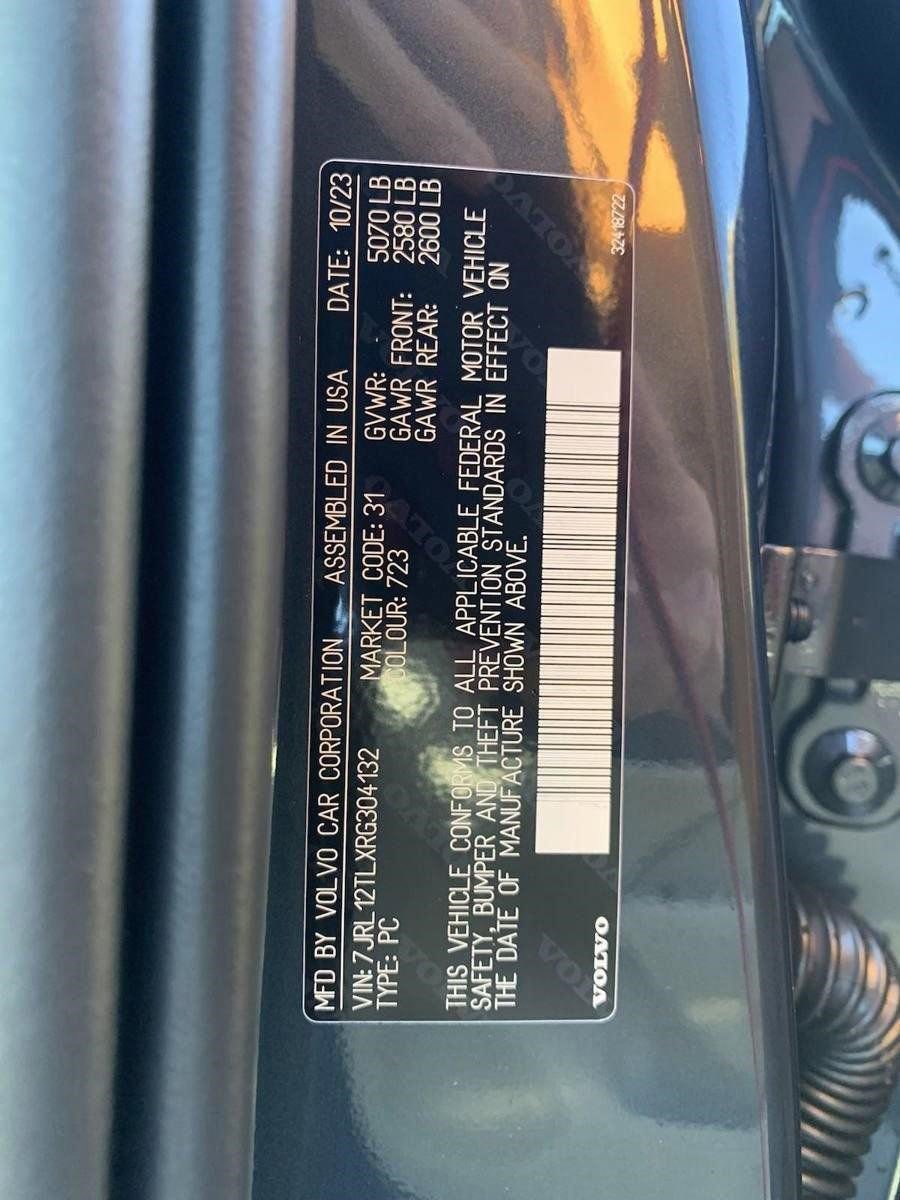 MFD BY VOLVO CAR CORPORATION ASSEMBLED IN USA DATE: 10/23
VIN: 7JRL12TLXRG304132 MARKET CODE: 31 GVWR: 5070 LB
TYPE: PC COLOUR: 723 GAWR FRONT: 2580 LB
GAWR REAR: 2600 LB
THIS VEHICLE CONFORMS TO ALL APPLICABLE FEDERAL MOTOR VEHICLE
SAFETY, BUMPER AND THEFT PREVENTION STANDARDS IN EFFECT ON
THE DATE OF MANUFACTURE SHOWN ABOVE.
VOLVO 32418722